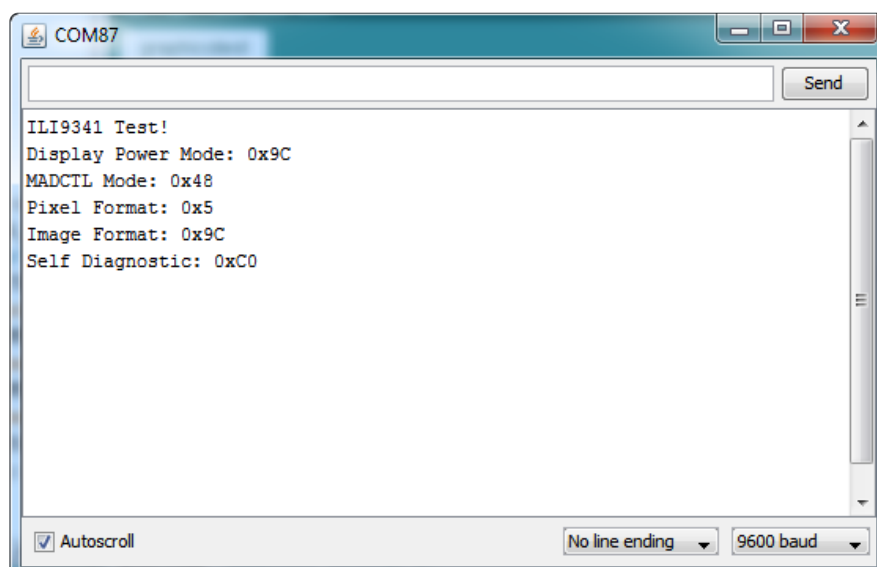 COM87
Send
ILI9341 Test!
Display Power Mode: 0x9C
MADCTL Mode: 0x48
Pixel Format: 0x5
Image Format: 0x9C
Self Diagnostic: 0xC0
Autoscroll
No line ending
9600 baud